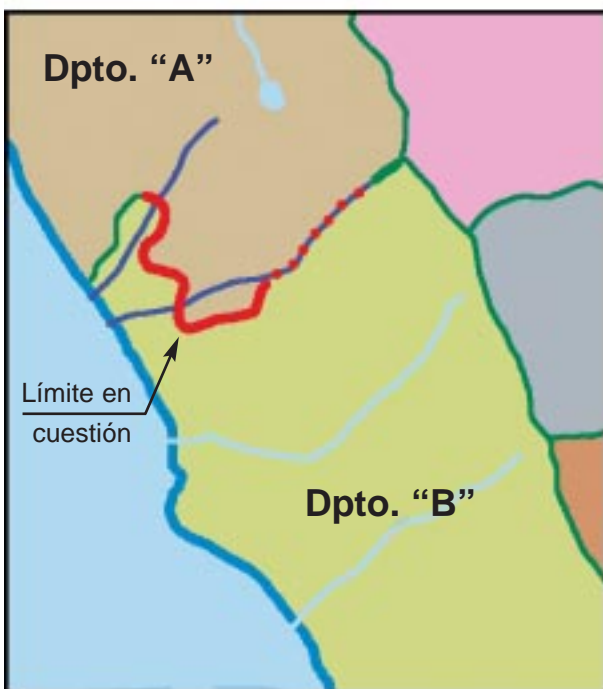 Dpto. “A”
Límite en
cuestión
Dpto. “B”